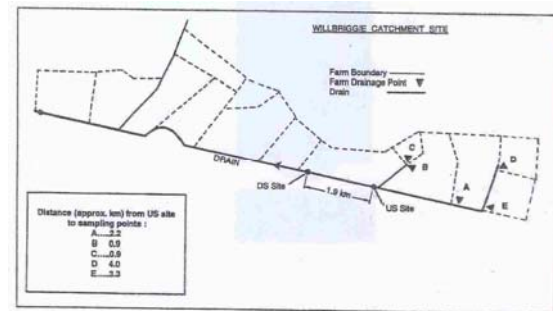 WILLBRIGGIE CATCHMENT SITE
Farm Boundary
Farm Drainage Point
Drain
C
B
D
A
E
DRAIN
DS Site
1.9 km
US Site
Distance (approx. km) from US site
to sampling points :
A.....2.2
B 0.9
C.....0.9
D 4.0
E.....3.3